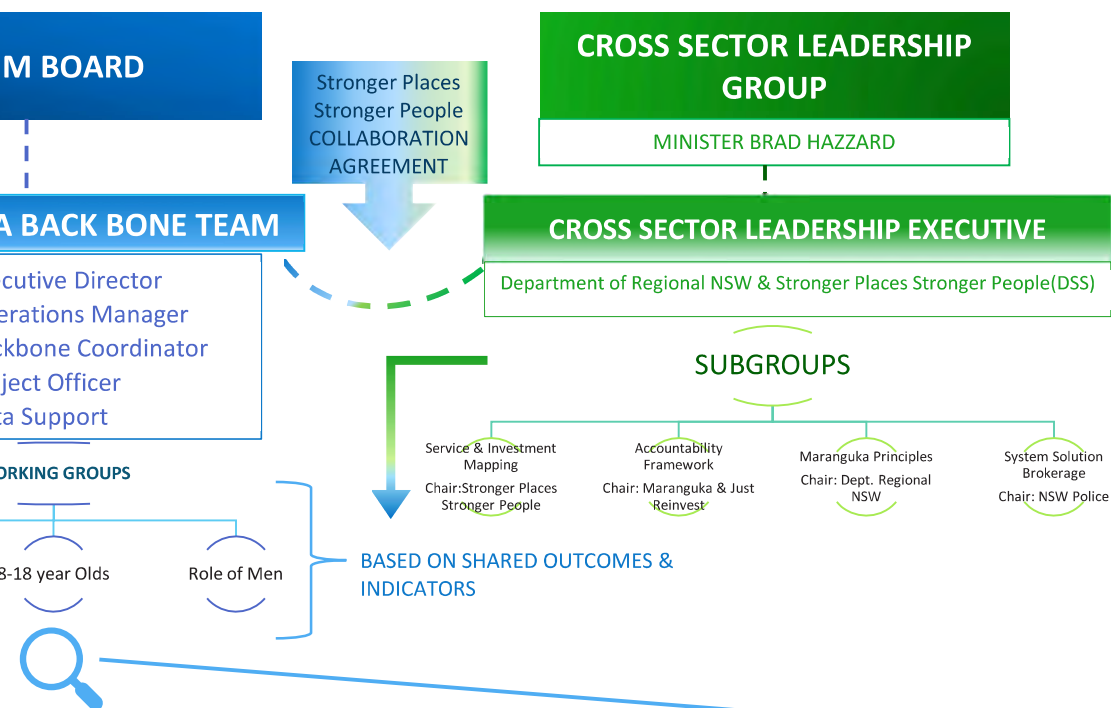 M BOARD
Stronger Places
Stronger People
COLLABORATION
AGREEMENT
CROSS SECTOR LEADERSHIP
GROUP
MINISTER BRAD HAZZARD
A BACK BONE TEAM
ecutive Director
erations Manager
ckbone Coordinator
ject Officer
ta Support
CROSS SECTOR LEADERSHIP EXECUTIVE
Department of Regional NSW & Stronger Places Stronger People(DSS)
SUBGROUPS
Service & Investment
Mapping
Chair:Stronger Places
Stronger People
Accountability
Framework
Chair: Maranguka & Just
Reinvest
Maranguka Principles
Chair: Dept. Regional
NSW
System Solution
Brokerage
Chair: NSW Police
ORKING GROUPS
8-18 year Olds
Role of Men
BASED ON SHARED OUTCOMES &
INDICATORS